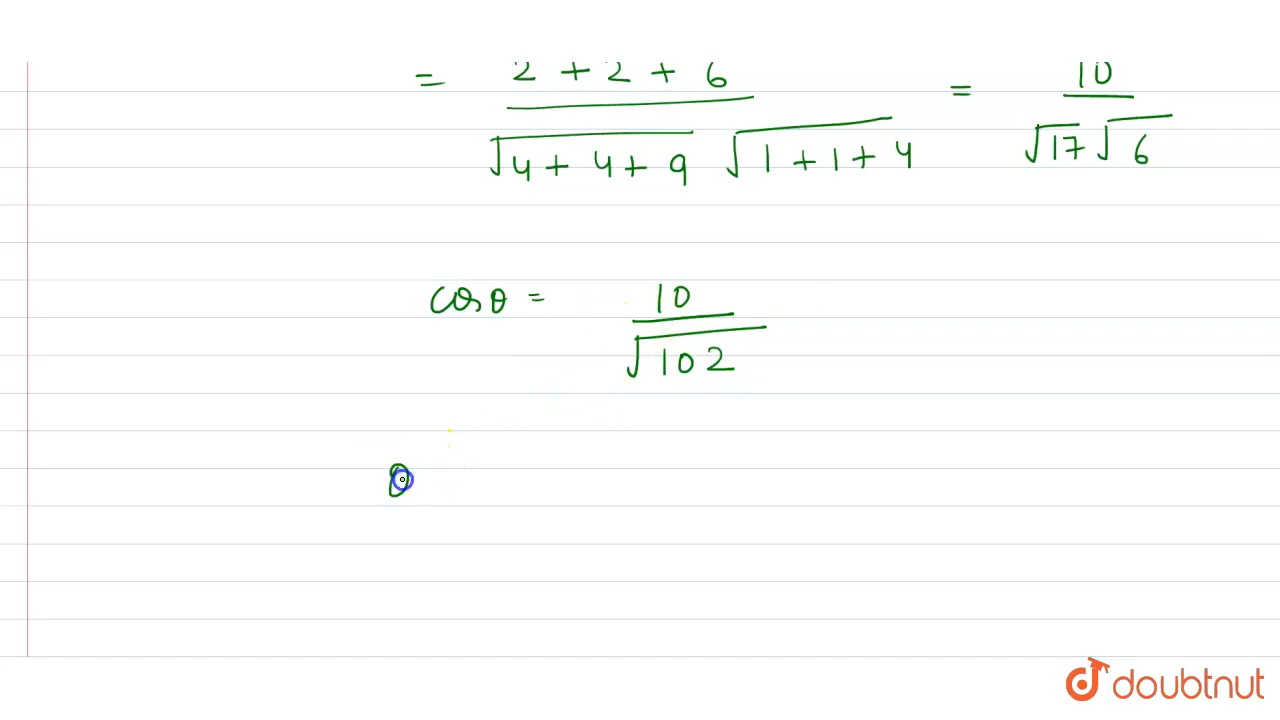 = 2 + 2 + 6 / √4 + 4 + 9 √1 + 1 + 4 = 10 / √17 √6
cosθ = 10 / √102
θ
doubtnut